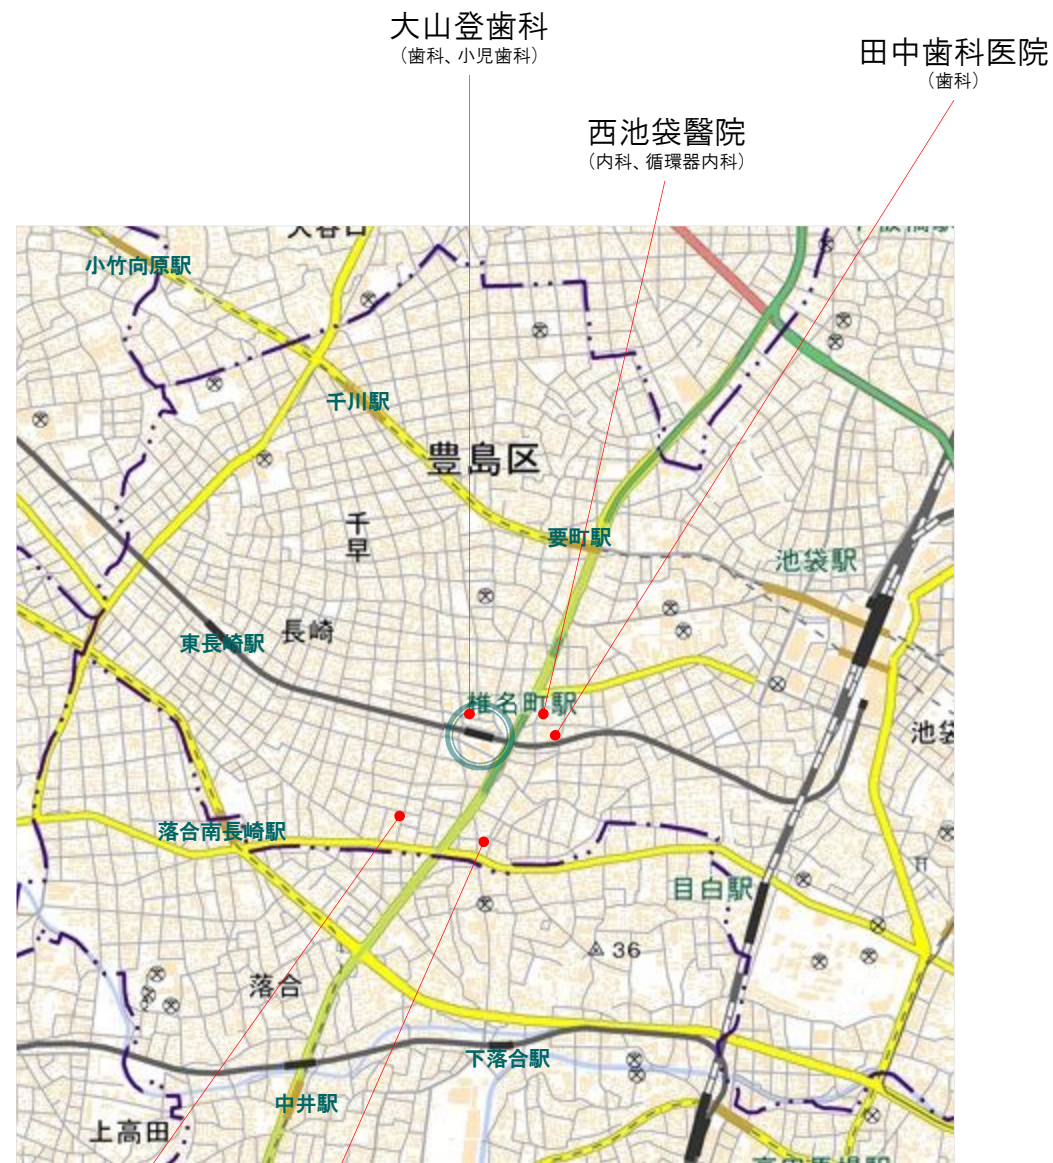 大山登歯科
（歯科、小児歯科）
田中歯科医院
（歯科）
西池袋醫院
（内科、循環器内科）
小竹向原駅
千川駅
豊島区
千早
要町駅
池袋駅
東長崎駅
長崎
椎名町駅
池袋
落合南長崎駅
目白駅
36
落合
下落合駅
中井駅
上高田